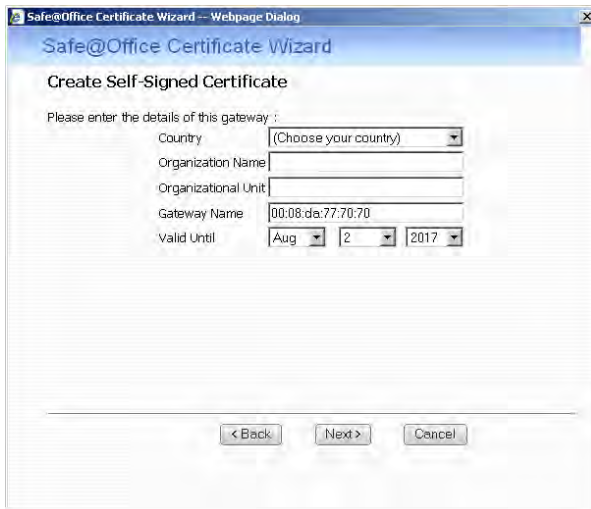 Safe@Office Certificate Wizard -- Webpage Dialog
Safe@Office Certificate Wizard
Create Self-Signed Certificate
Please enter the details of this gateway :
Country (Choose your country)
Organization Name
Organizational Unit
Gateway Name 00:08:da:77:70:70
Valid Until Aug 2 2017
< Back Next > Cancel